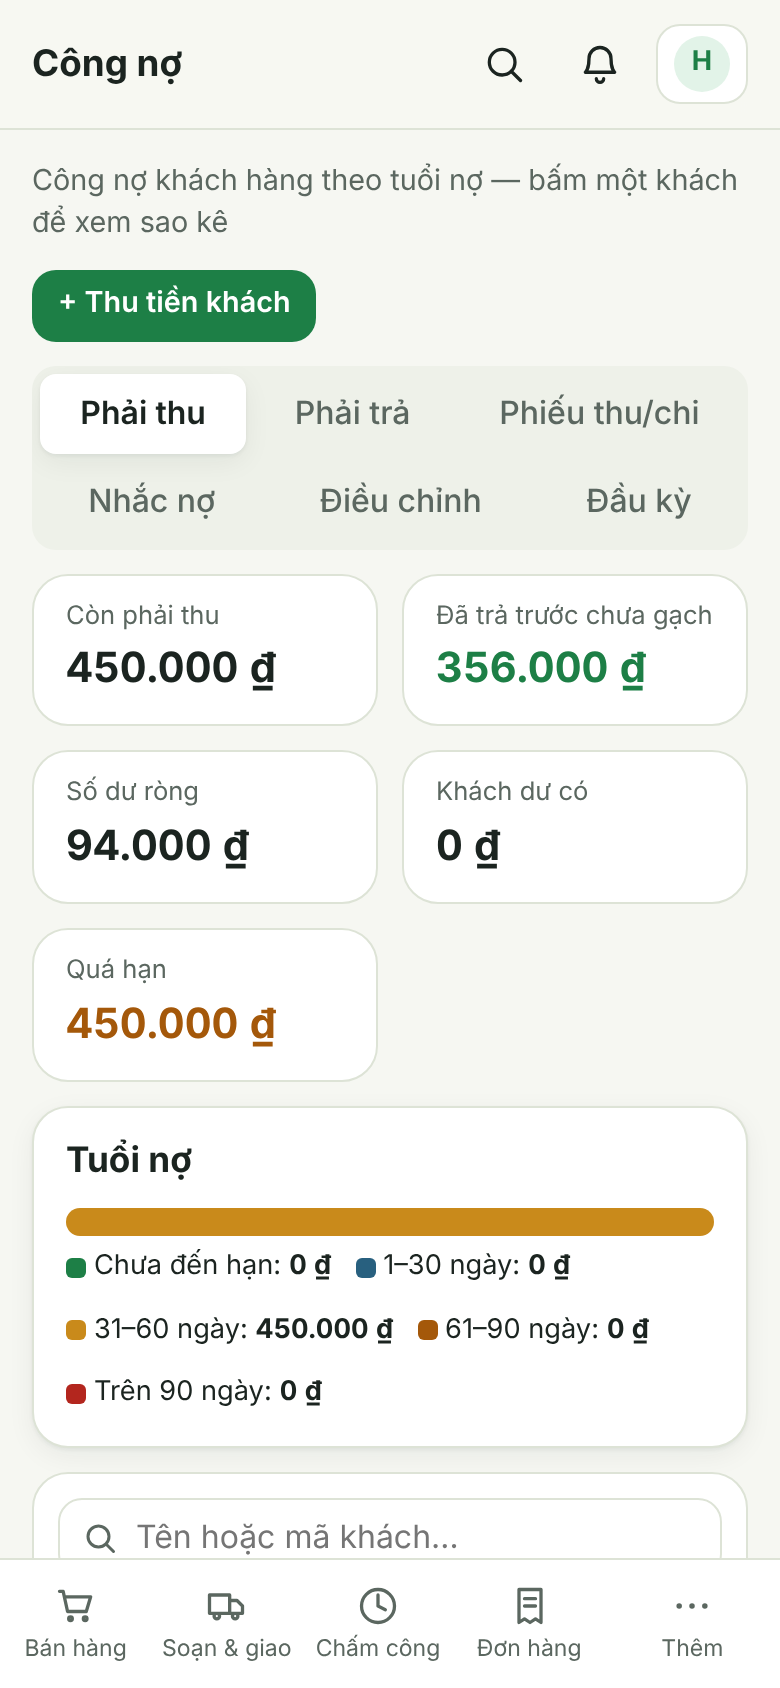 Công nợ
H
Công nợ khách hàng theo tuổi nợ — bấm một khách
để xem sao kê
+ Thu tiền khách
Phải thu
Phải trả
Phiếu thu/chi
Nhắc nợ
Điều chỉnh
Đầu kỳ
Còn phải thu
450.000 ₫
Đã trả trước chưa gạch
356.000 ₫
Số dư ròng
94.000 ₫
Khách dư có
0 ₫
Quá hạn
450.000 ₫
Tuổi nợ
Chưa đến hạn: 0 ₫ 1–30 ngày: 0 ₫
31–60 ngày: 450.000 ₫ 61–90 ngày: 0 ₫
Trên 90 ngày: 0 ₫
Tên hoặc mã khách...
Bán hàng
Soạn & giao
Chấm công
Đơn hàng
Thêm